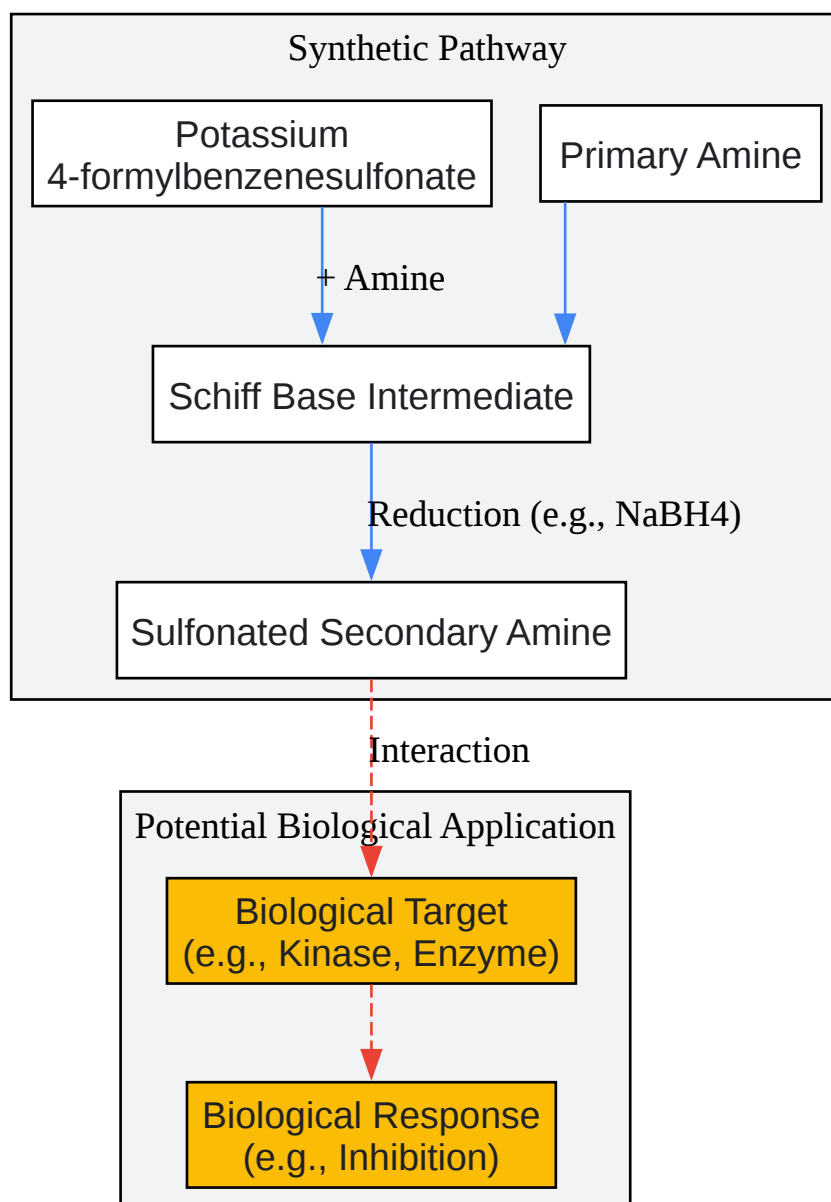 Synthetic Pathway
Potassium
4-formylbenzenesulfonate
Primary Amine
+ Amine
Schiff Base Intermediate
Reduction (e.g., NaBH4)
Sulfonated Secondary Amine
Interaction
Potential Biological Application
Biological Target
(e.g., Kinase, Enzyme)
Biological Response
(e.g., Inhibition)